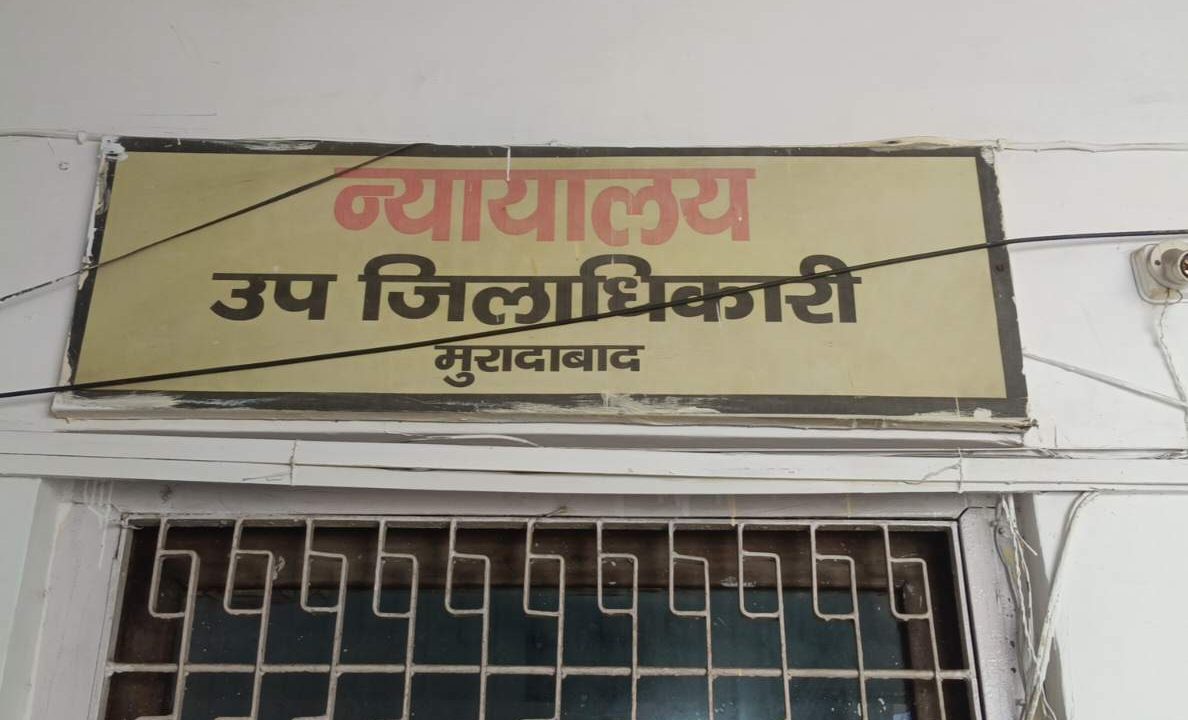 न्यायालय
उप जिलाधिकारी
मुरादाबाद